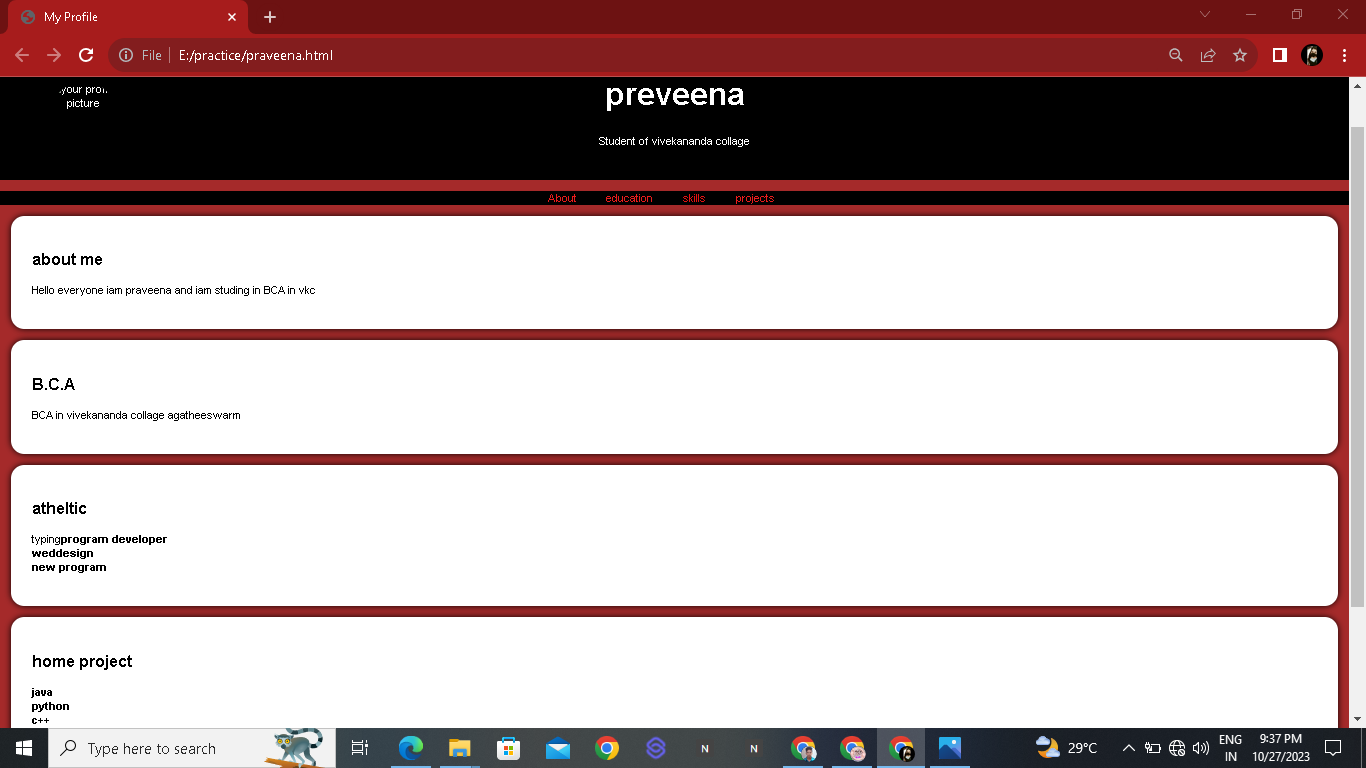 My Profile
File E:/practice/praveena.html
your
picture
preveena
Student of vivekananda collage
About education skills projects
about me
Hello everyone iam praveena and iam studing in BCA in vkc
B.C.A
BCA in vivekananda collage agatheeswarm
atheltic
typingprogram developer
weddesign
new program
home project
java
python
c++
Type here to search
N
N
29°C
ENG
IN
9:37 PM
10/27/2023